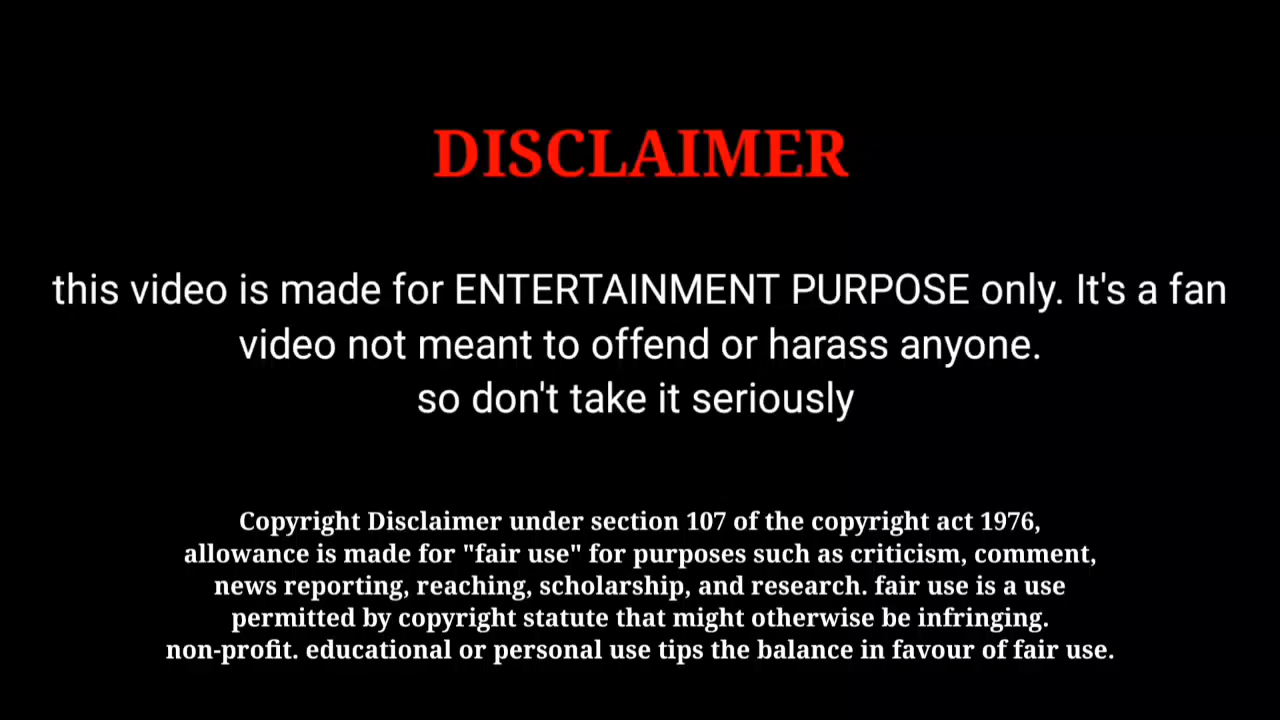 DISCLAIMER
this video is made for ENTERTAINMENT PURPOSE only. It's a fan
video not meant to offend or harass anyone.
so don't take it seriously
Copyright Disclaimer under section 107 of the copyright act 1976,
allowance is made for "fair use" for purposes such as criticism, comment,
news reporting, reaching, scholarship, and research. fair use is a use
permitted by copyright statute that might otherwise be infringing.
non-profit. educational or personal use tips the balance in favour of fair use.